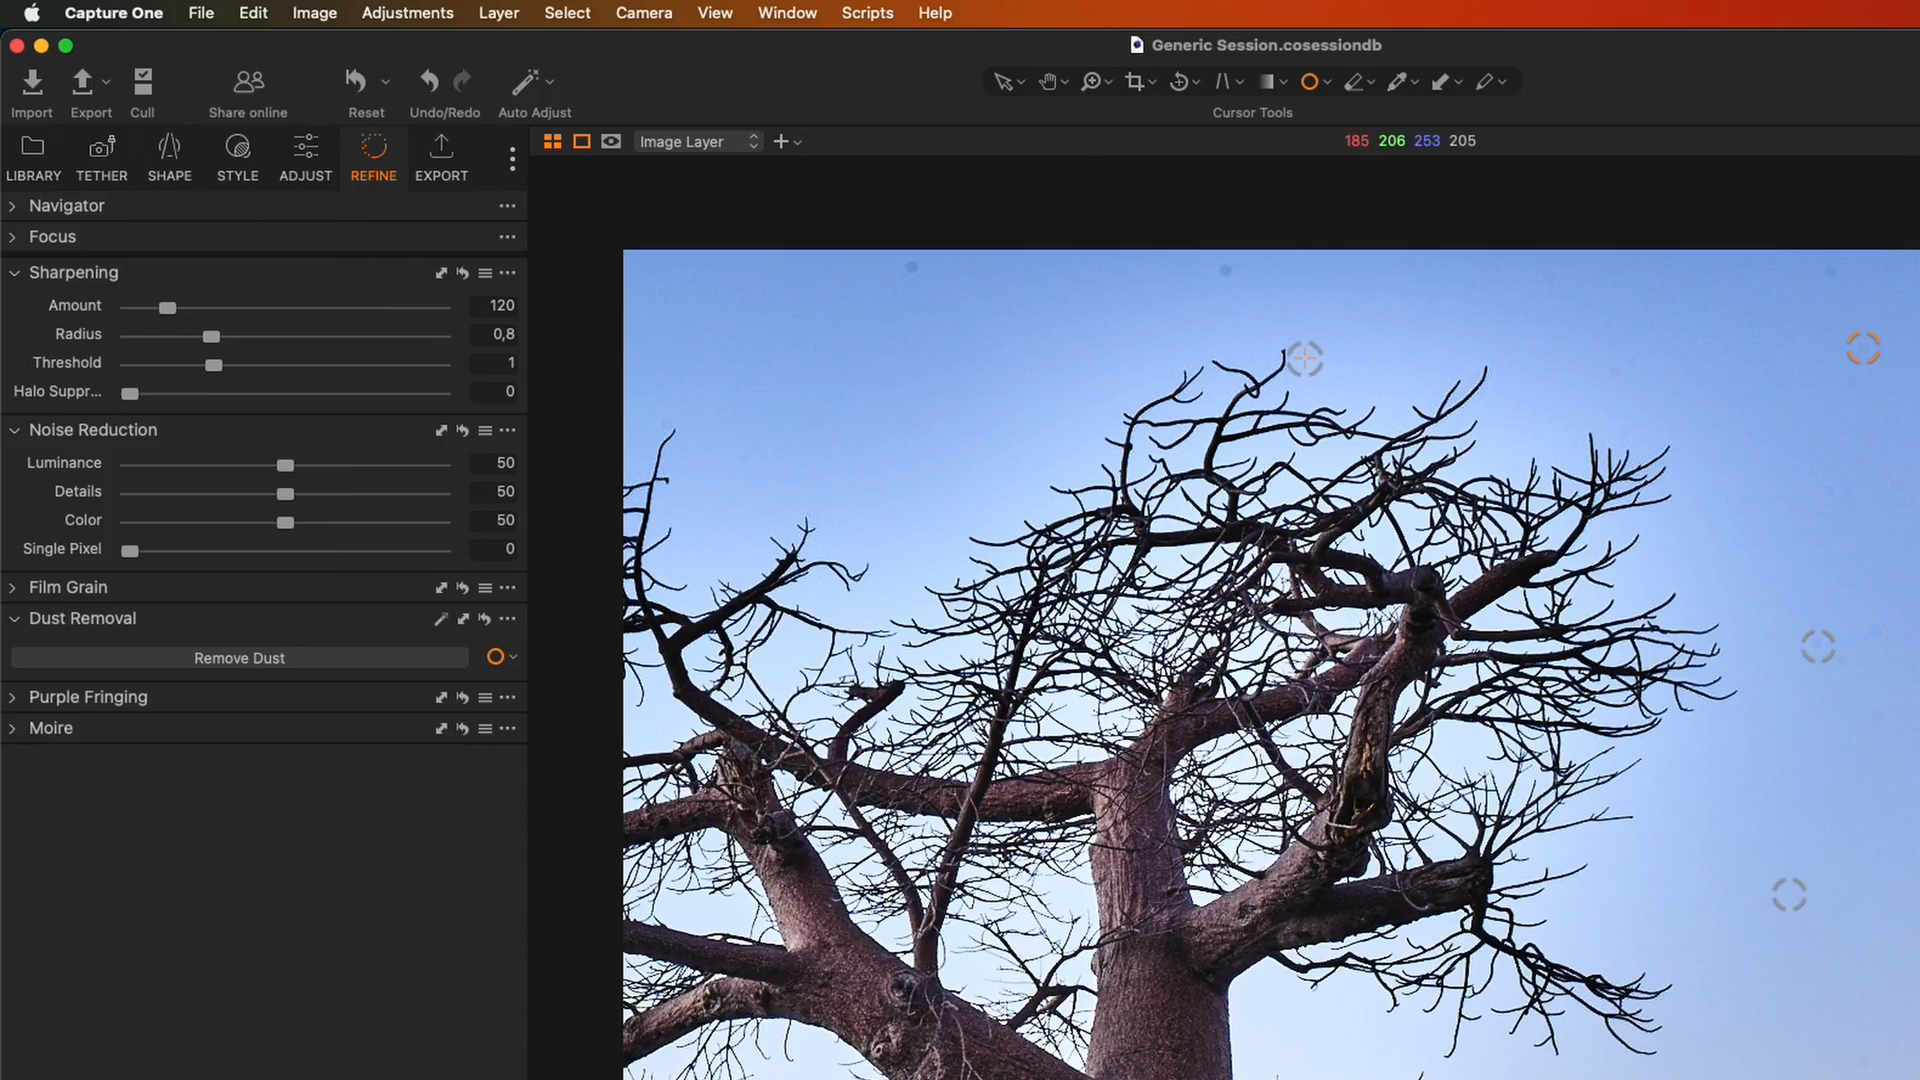 Capture One File Edit Image Adjustments Layer Select Camera View Window Scripts Help
Generic Session.cosessiondb
Import Export Cull Share online Reset Undo/Redo Auto Adjust Cursor Tools
LIBRARY TETHER SHAPE STYLE ADJUST REFINE EXPORT
Image Layer
185 206 253 205
Navigator
Focus
Sharpening
Amount 120
Radius 0,8
Threshold 1
Halo Suppr... 0
Noise Reduction
Luminance 50
Details 50
Color 50
Single Pixel 0
Film Grain
Dust Removal
Remove Dust
Purple Fringing
Moire